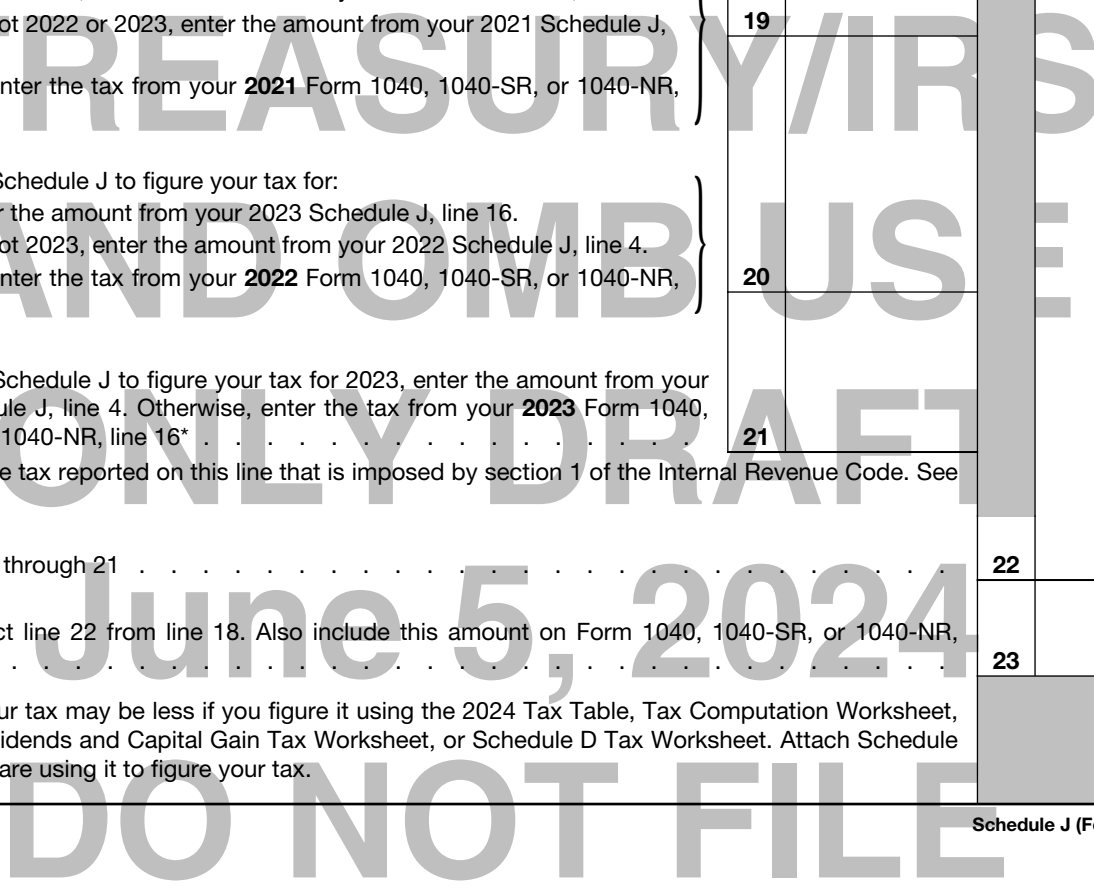 ot 2022 or 2023, enter the amount from your 2021 Schedule J,
19
nter the tax from your 2021 Form 1040, 1040-SR, or 1040-NR,
TREASURY/IRS
Schedule J to figure your tax for:
r the amount from your 2023 Schedule J, line 16.
ot 2023, enter the amount from your 2022 Schedule J, line 4.
AND OMB USE
nter the tax from your 2022 Form 1040, 1040-SR, or 1040-NR,
20
Schedule J to figure your tax for 2023, enter the amount from your
ule J, line 4. Otherwise, enter the tax from your 2023 Form 1040,
1040-NR, line 16* . . . . . . . . . . . . . . . . 21
ONLY DRAFT
e tax reported on this line that is imposed by section 1 of the Internal Revenue Code. See
through 21 . . . . . . . . . . . . . . . . . . . . . . . . . . 22
June 5, 2024
ct line 22 from line 18. Also include this amount on Form 1040, 1040-SR, or 1040-NR,
. . . . . . . . . . . . . . . . . . . . . . . . . . . . . . 23
ur tax may be less if you figure it using the 2024 Tax Table, Tax Computation Worksheet,
idends and Capital Gain Tax Worksheet, or Schedule D Tax Worksheet. Attach Schedule
are using it to figure your tax.
DO NOT FILE
Schedule J (Fo